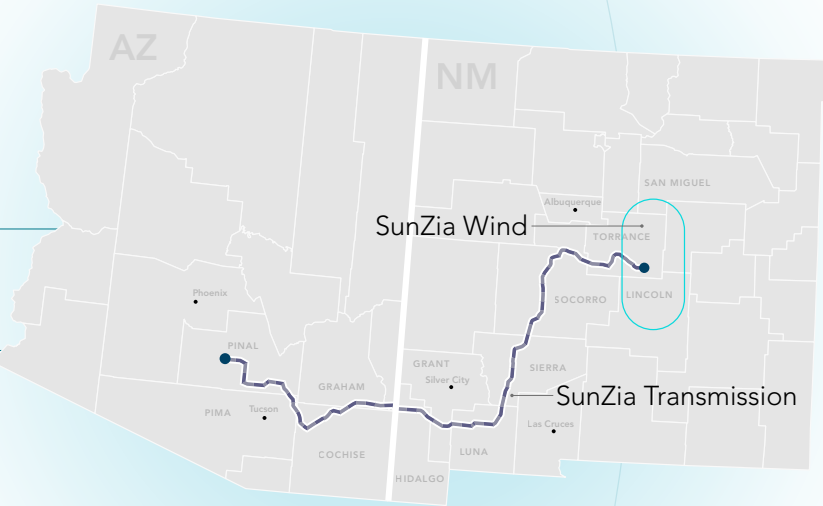 AZ
NM
SAN MIGUEL
Albuquerque
SunZia Wind
TORRANCE
Phoenix
SOCORRO
LINCOLN
PINAL
GRANT
SIERRA
Silver City
GRAHAM
SunZia Transmission
PIMA
Tucson
Las Cruces
COCHISE
LUNA
HIDALGO